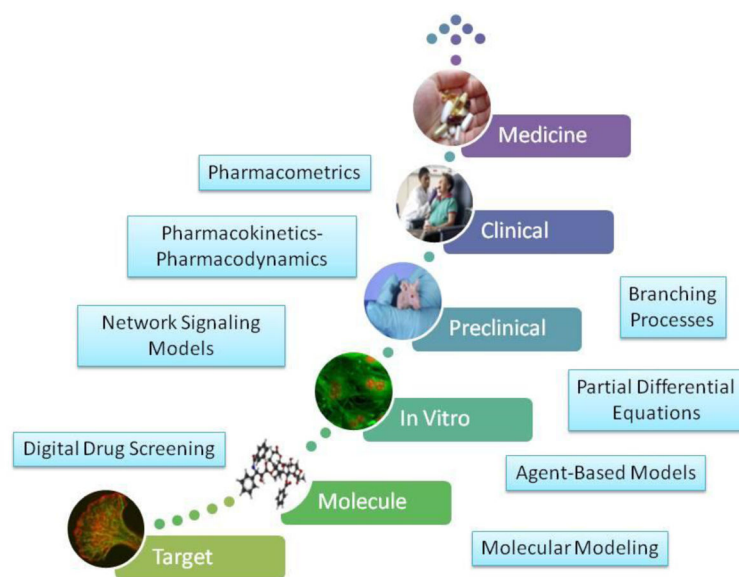 Medicine
Pharmacometrics
Clinical
Pharmacokinetics-
Pharmacodynamics
Branching
Processes
Network Signaling
Models
Preclinical
Partial Differential
Equations
In Vitro
Digital Drug Screening
Agent-Based Models
Molecule
Molecular Modeling
Target